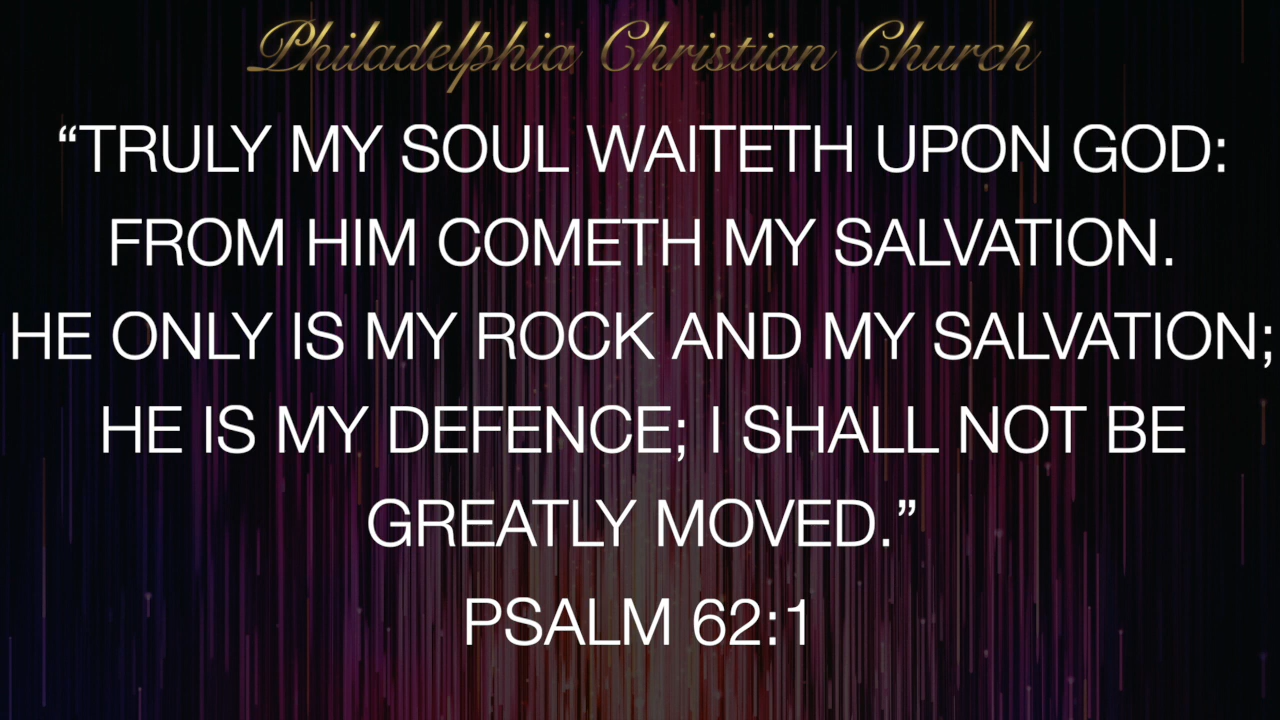 Philadelphia Christian Church
“TRULY MY SOUL WAITETH UPON GOD:
FROM HIM COMETH MY SALVATION.
HE ONLY IS MY ROCK AND MY SALVATION;
HE IS MY DEFENCE; I SHALL NOT BE
GREATLY MOVED.”
PSALM 62:1